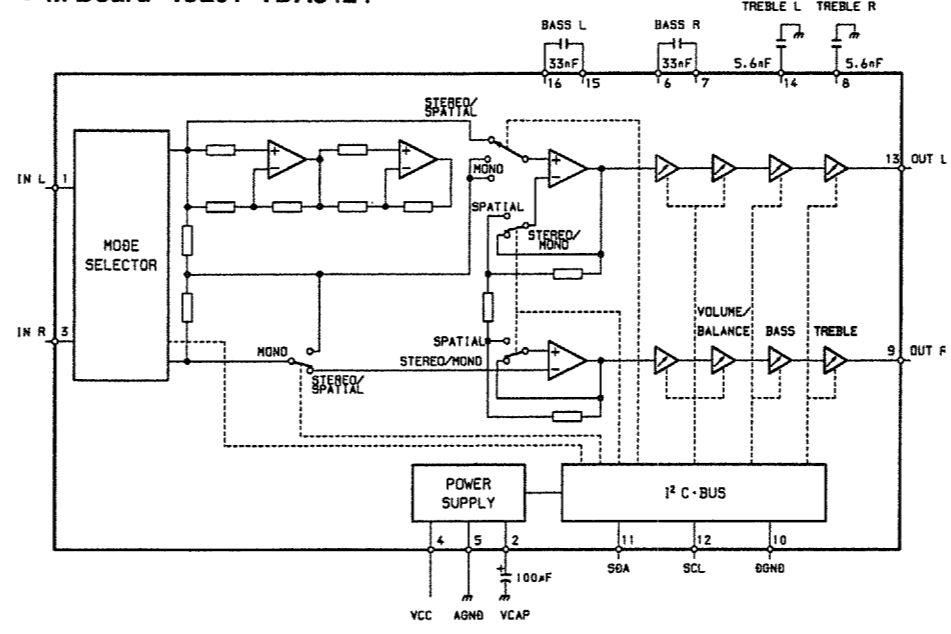 TREBLE L TREBLE R
BASS L BASS R
33nF 33nF 5.6nF 5.6nF
16 15 6 7 14 8
STEREO/
SPATIAL
MONO
IN L 1
13 OUT L
SPATIAL
STEREO/
MONO
MODE
SELECTOR
VOLUME/
BALANCE BASS TREBLE
IN R 3
SPATIAL
MONO
STEREO/MONO
9 OUT R
STEREO/
SPATIAL
POWER
SUPPLY
I² C-BUS
4 5 2 11 12 10
100µF
SDA SCL DGND
VCC AGND VCAP